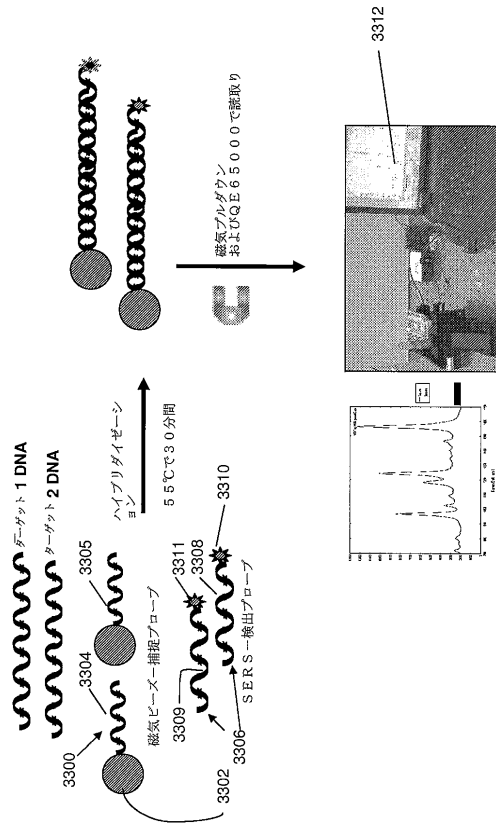 ターゲット 1 DNA
ターゲット 2 DNA
3300
3304
3305
磁気ビーズ－捕捉プローブ
3302
3306
3309
3311
3308
3310
SERS－検出プローブ
ハイブリダイゼーシ
ョン
55℃で30分間
磁気プルダウン
およびQE65000で読取り
3312